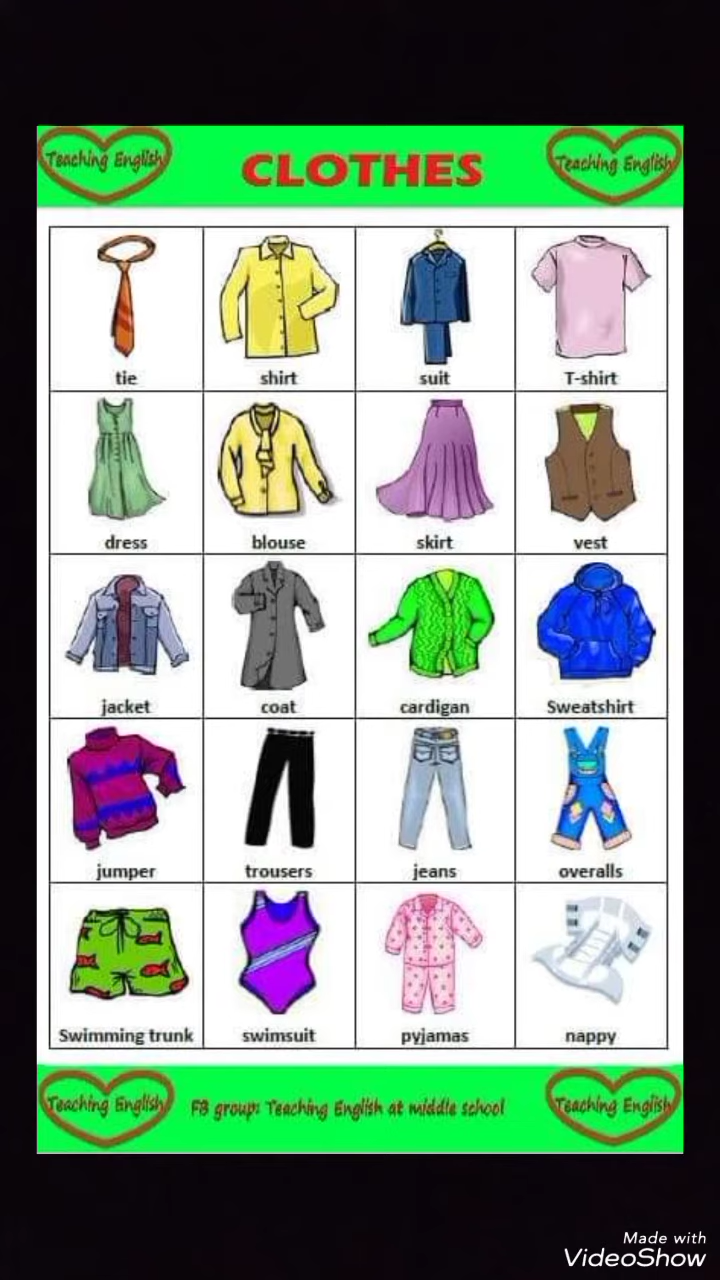 Teaching English
CLOTHES
Teaching English
tie
shirt
suit
T-shirt
dress
blouse
skirt
vest
jacket
coat
cardigan
Sweatshirt
jumper
trousers
jeans
overalls
Swimming trunk
swimsuit
pyjamas
nappy
Teaching English
FB group: Teaching English at middle school
Teaching English
Made with
VideoShow